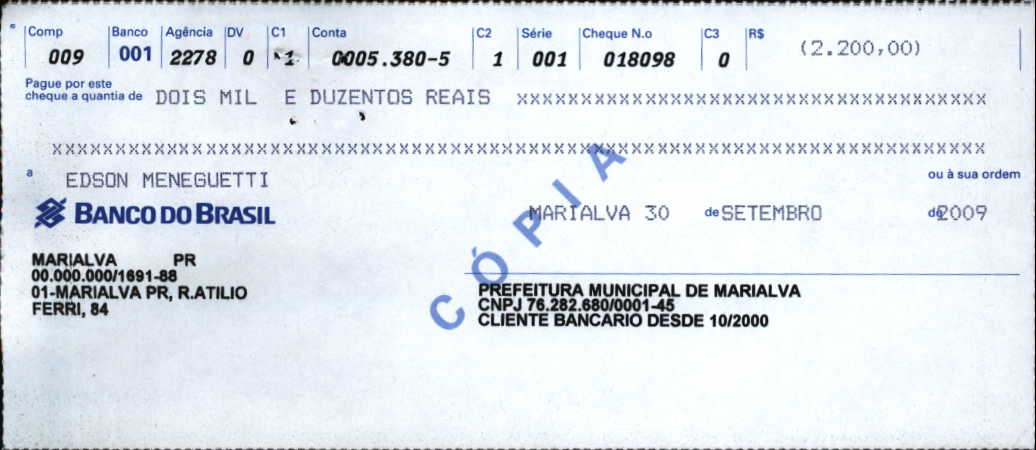 Comp Banco Agência DV C1 Conta C2 Série Cheque N.o C3 R$
009 001 2278 0 1 0005.380-5 1 001 018098 0 (2.200,00)
Pague por este
cheque a quantia de DOIS MIL E DUZENTOS REAIS XXXXXXXXXXXXXXXXXXXXXXXXXXXXXXXXXXXXX
XXXXXXXXXXXXXXXXXXXXXXXXXXXXXXXXXXXXXXXXXXXXXXXXXXXXXXXXXXXXXXXXXXXXXXXXX
a EDSON MENEGUETTI ou à sua ordem
BANCO DO BRASIL MARIALVA 30 de SETEMBRO de 2009
CÓPIA
MARIALVA PR
00.000.000/1691-88
01-MARIALVA PR, R.ATILIO
FERRI, 84
PREFEITURA MUNICIPAL DE MARIALVA
CNPJ 76.282.680/0001-45
CLIENTE BANCARIO DESDE 10/2000